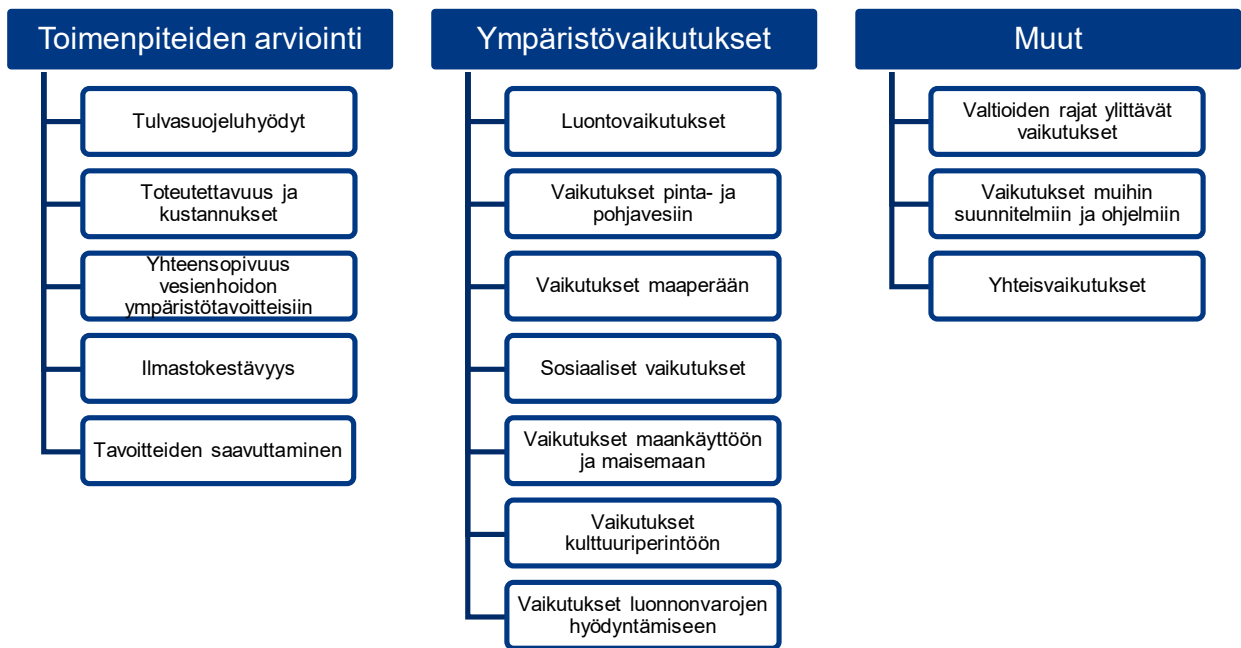 Toimenpiteiden arviointi
Tulvasuojeluhyödyt
Toteutettavuus ja
kustannukset
Yhteensopivuus
vesienhoidon
ympäristötavoitteisiin
Ilmastokestävyys
Tavoitteiden saavuttaminen
Ympäristövaikutukset
Luontovaikutukset
Vaikutukset pinta- ja
pohjavesiin
Vaikutukset maaperään
Sosiaaliset vaikutukset
Vaikutukset maankäyttöön
ja maisemaan
Vaikutukset
kulttuuriperintöön
Vaikutukset luonnonvarojen
hyödyntämiseen
Muut
Valtioiden rajat ylittävät
vaikutukset
Vaikutukset muihin
suunnitelmiin ja ohjelmiin
Yhteisvaikutukset